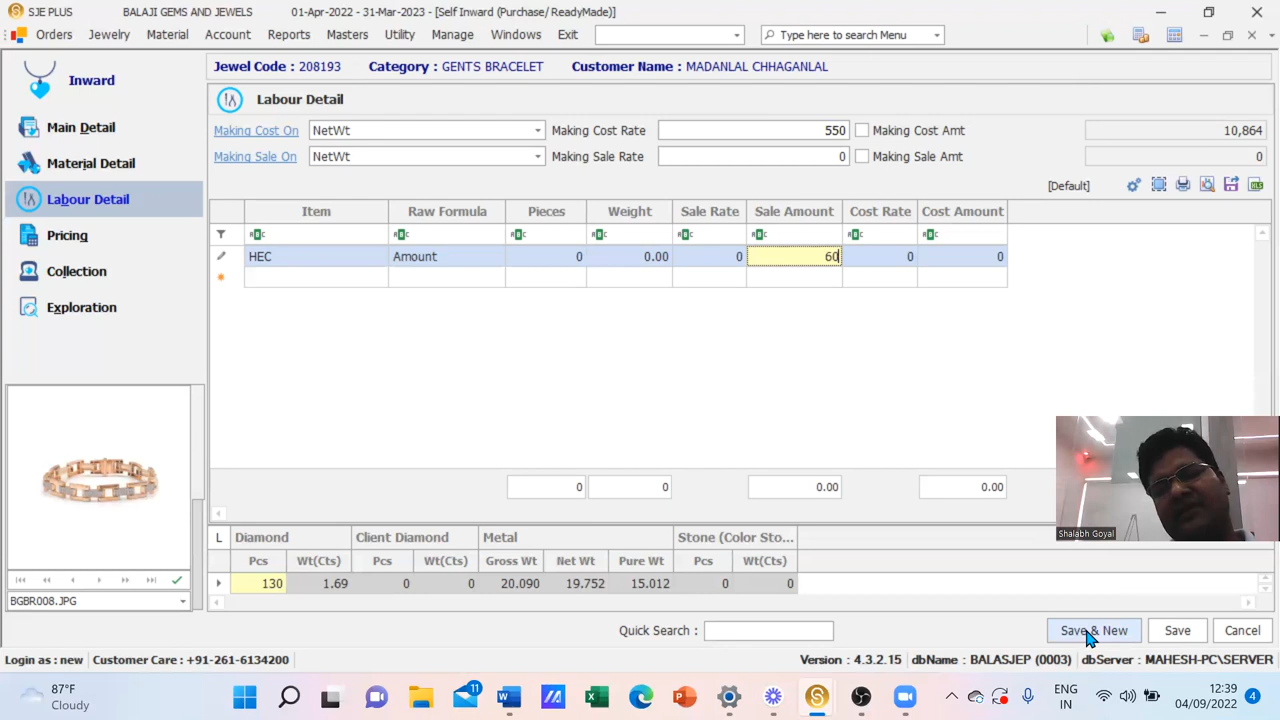 SJE PLUS BALAJI GEMS AND JEWELS 01-Apr-2022 - 31-Mar-2023 - [Self Inward (Purchase/ReadyMade)]
Orders Jewelry Material Account Reports Masters Utility Manage Windows Exit Type here to search Menu
Jewel Code : 208193 Category : GENTS BRACELET Customer Name : MADANLAL CHHAGANLAL
Inward
Labour Detail
Main Detail
Material Detail
Labour Detail
Pricing
Collection
Exploration
Making Cost On NetWt Making Cost Rate 550 Making Cost Amt 10,864
Making Sale On NetWt Making Sale Rate 0 Making Sale Amt 0
[Default]
Item Raw Formula Pieces Weight Sale Rate Sale Amount Cost Rate Cost Amount
HEC Amount 0 0.00 0 60 0 0
0 0 0.00 0.00
L Diamond Client Diamond Metal Stone (Color Sto...
Pcs Wt(Cts) Pcs Wt(Cts) Gross Wt Net Wt Pure Wt Pcs Wt(Cts)
130 1.69 0 0 20.090 19.752 15.012 0 0
BGBR008.JPG
Shalabh Goyal
Quick Search : Save & New Save Cancel
Login as : new Customer Care : +91-261-6134200 Version : 4.3.2.15 dbName : BALASJEP (0003) dbServer : MAHESH-PC\SERVER
87°F
Cloudy
11
ENG
IN
12:39
04/09/2022
4